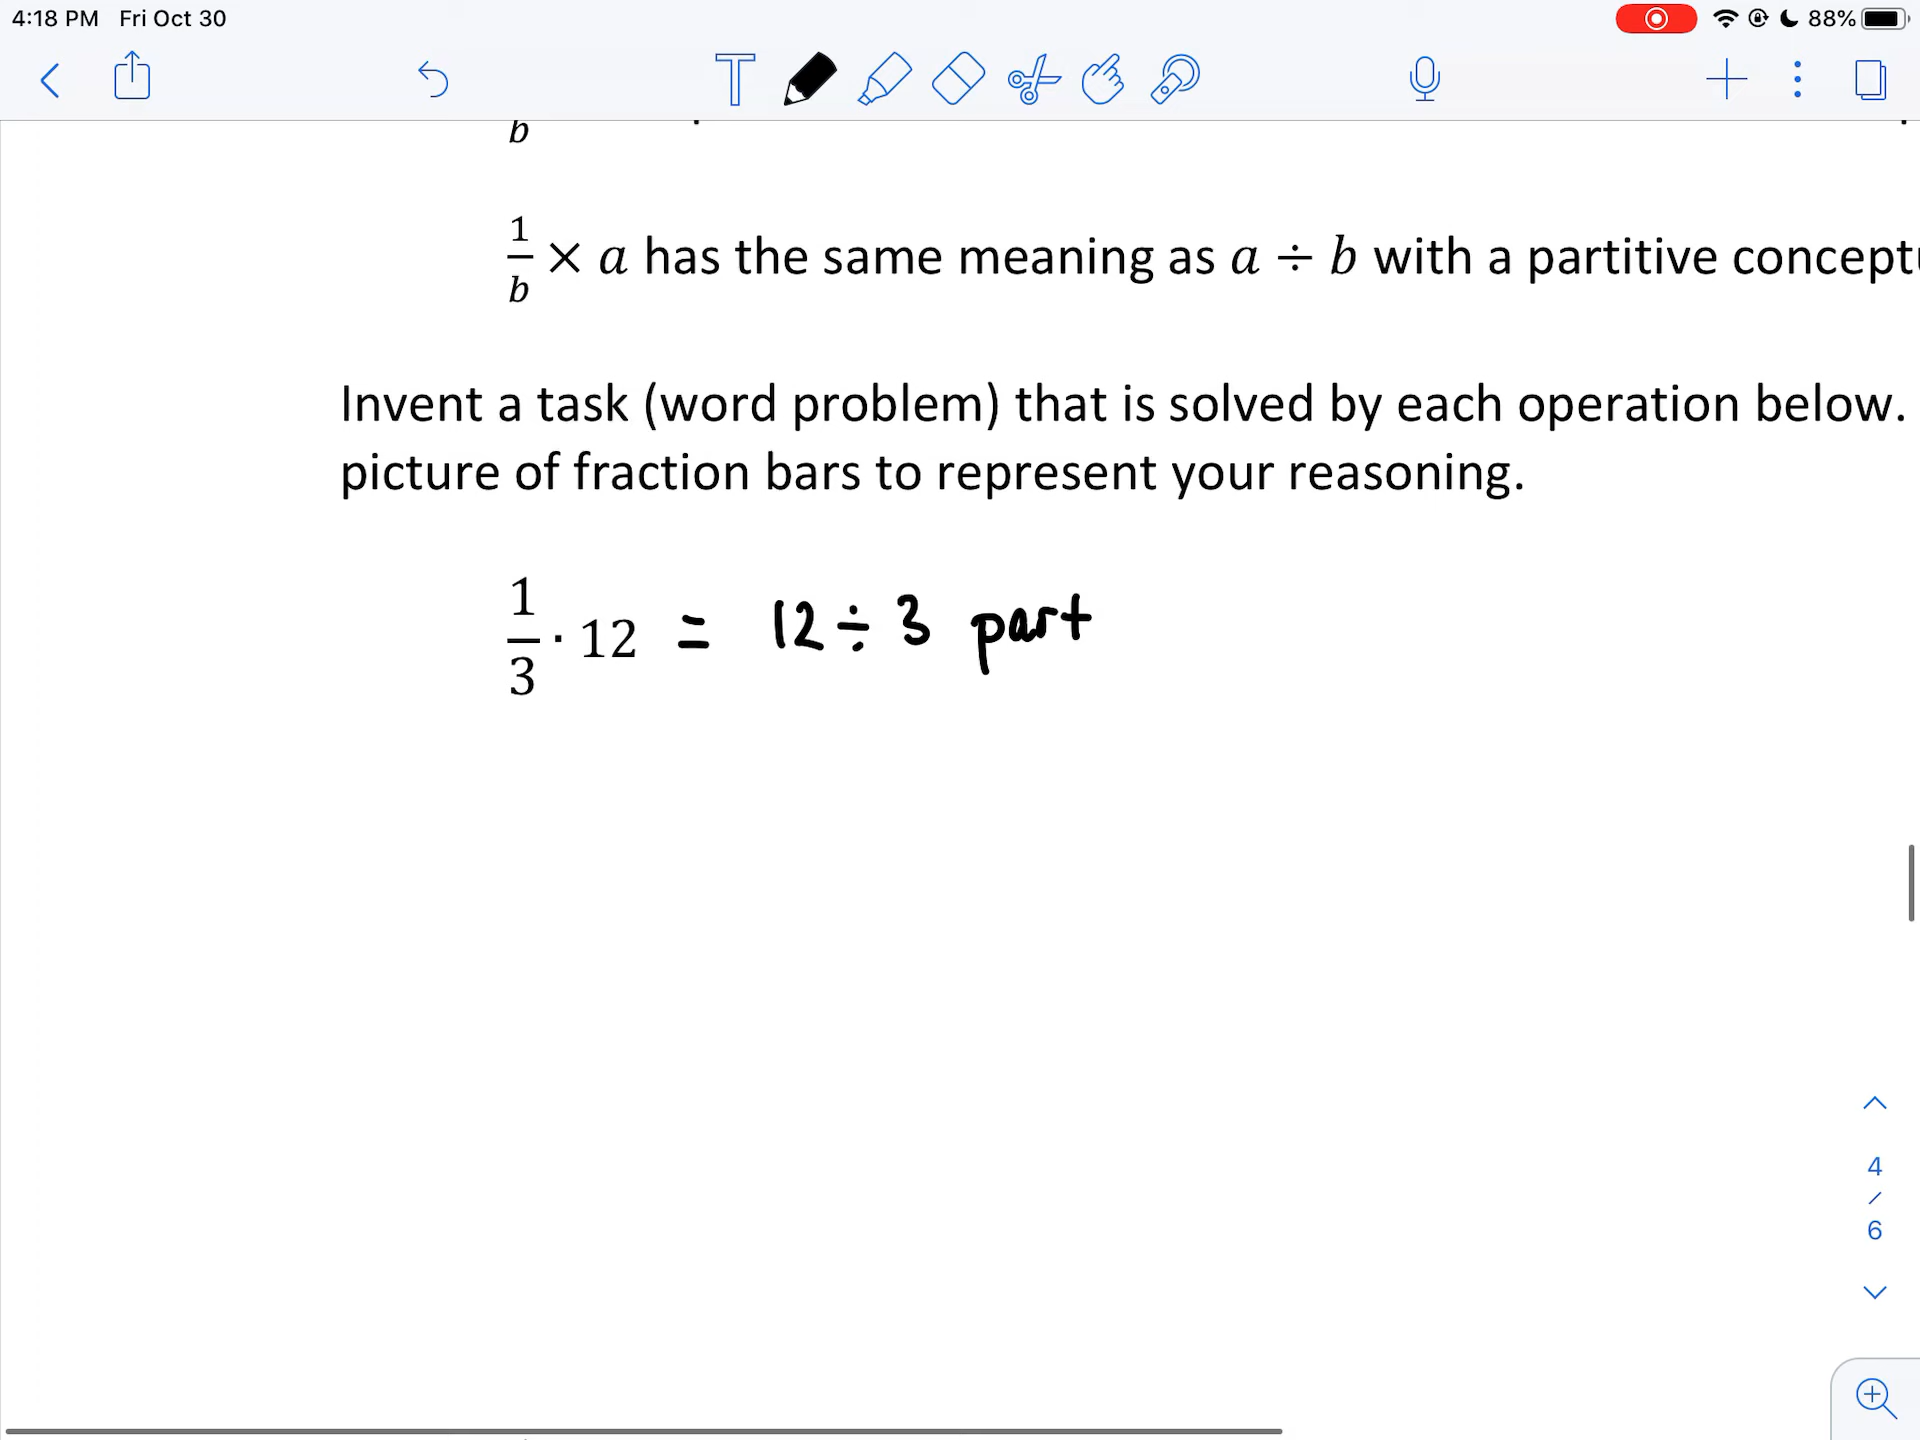 4:18 PM Fri Oct 30 88%
T
b
1/b × a has the same meaning as a ÷ b with a partitive
Invent a task (word problem) that is solved by each operation below.
picture of fraction bars to represent your reasoning.
1/3 · 12 = 12 ÷ 3 part
4
/
6